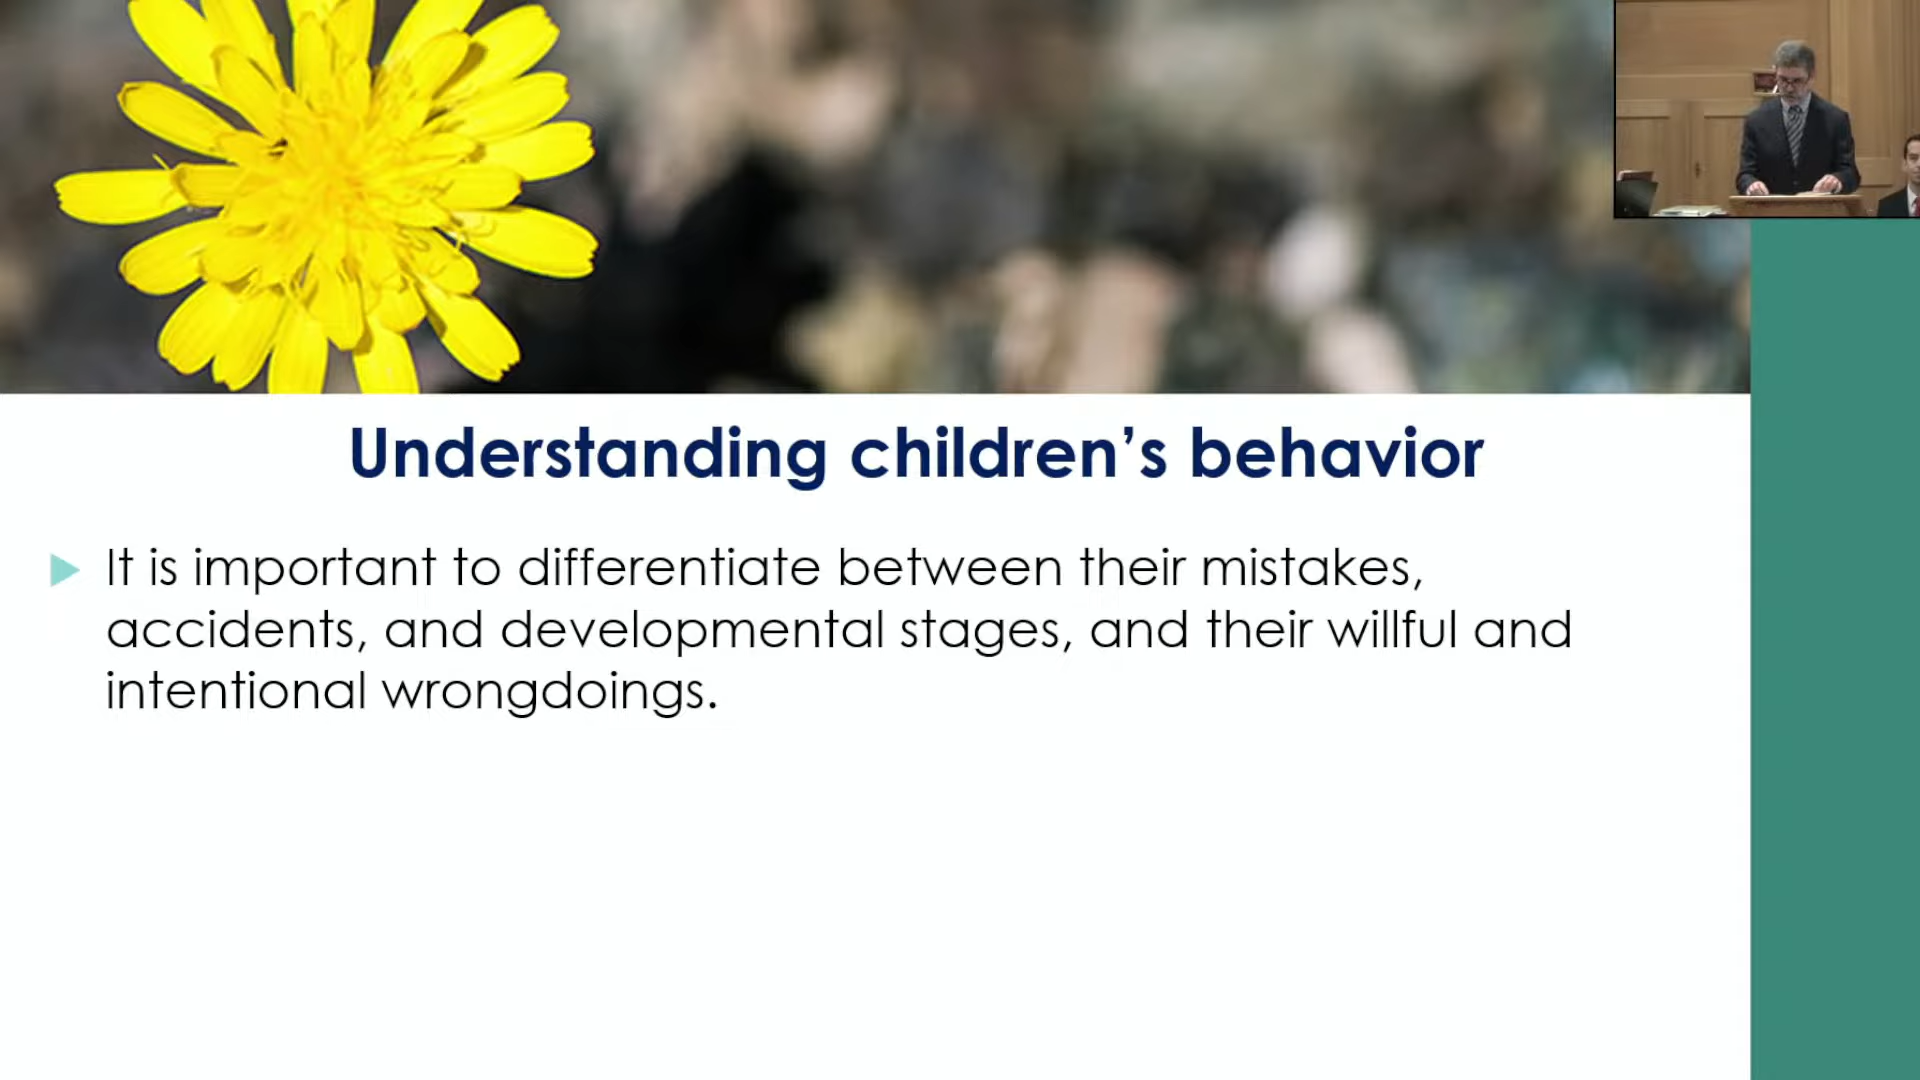 Understanding children’s behavior
It is important to differentiate between their mistakes,
accidents, and developmental stages, and their willful and
intentional wrongdoings.